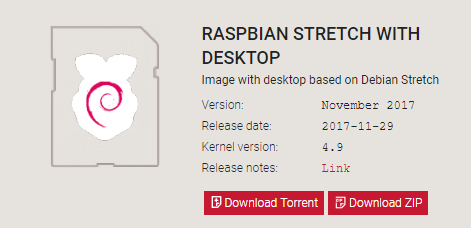 RASPBIAN STRETCH WITH
DESKTOP
Image with desktop based on Debian Stretch
Version: November 2017
Release date: 2017-11-29
Kernel version: 4.9
Release notes: Link
Download Torrent Download ZIP